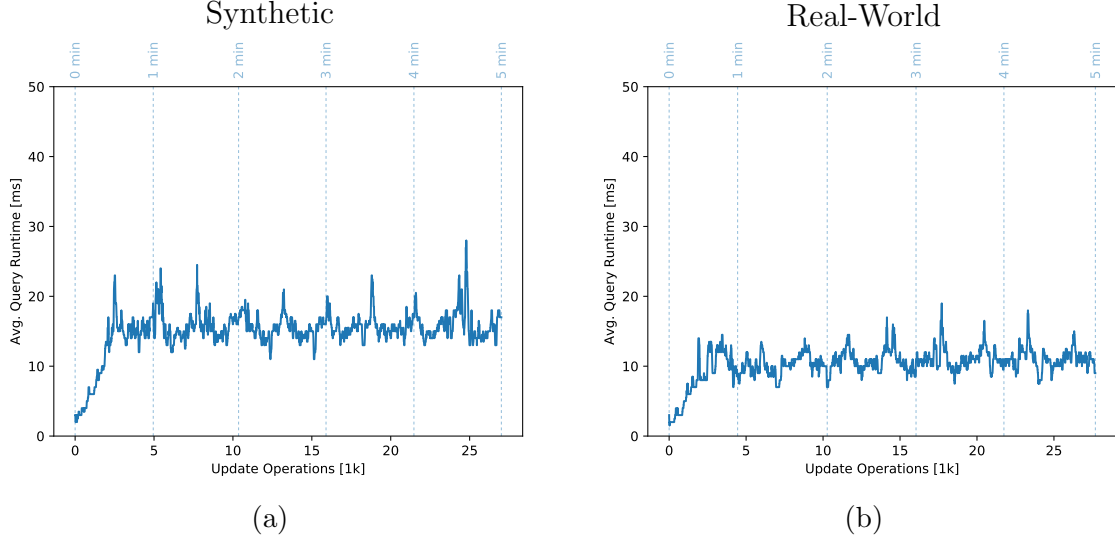 Synthetic
0 min
1 min
2 min
3 min
4 min
5 min
50
40
30
20
10
0
Avg. Query Runtime [ms]
0
5
10
15
20
25
Update Operations [1k]
(a)
Real-World
0 min
1 min
2 min
3 min
4 min
5 min
50
40
30
20
10
0
Avg. Query Runtime [ms]
0
5
10
15
20
25
Update Operations [1k]
(b)